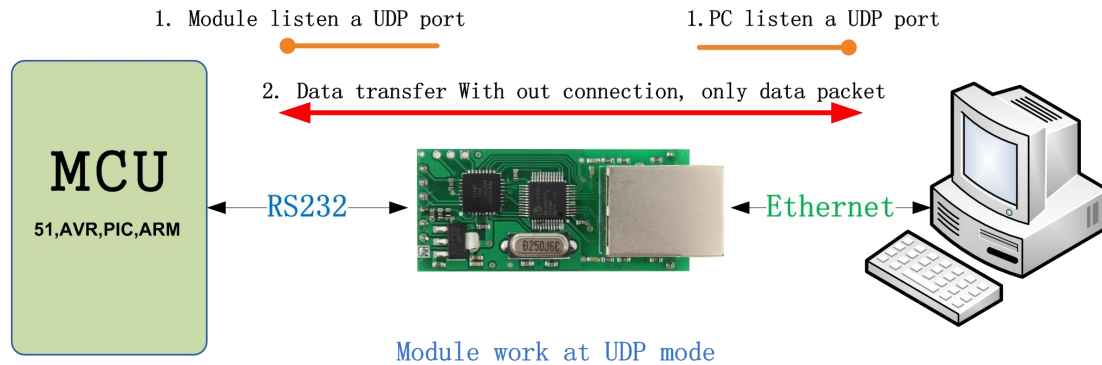 1. Module listen a UDP port
1.PC listen a UDP port
2. Data transfer With out connection, only data packet
MCU
51,AVR,PIC,ARM
RS232
Ethernet
Ð250J6C
Module work at UDP mode